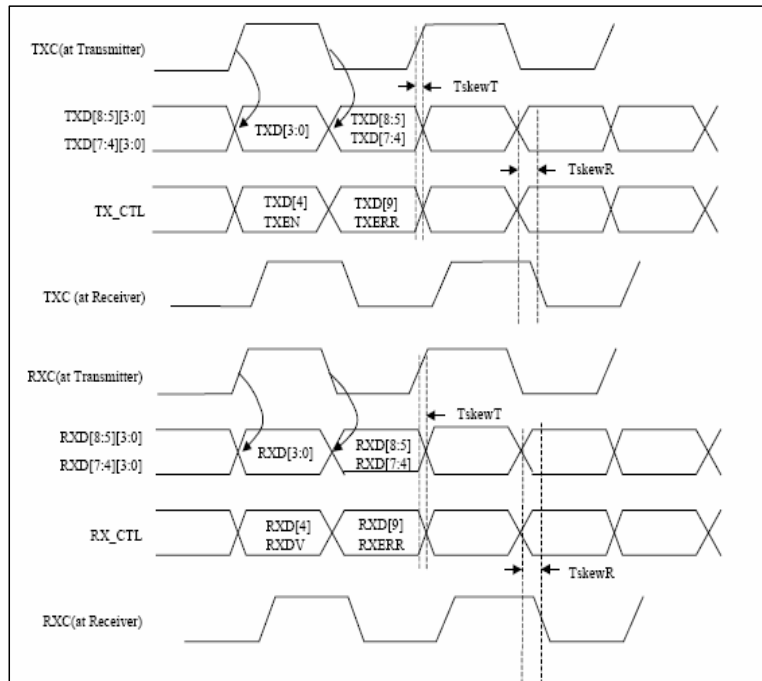 TXC(at Transmitter)
TskewT
TXD[8:5][3:0]
TXD[7:4][3:0]
TXD[3:0]
TXD[8:5]
TXD[7:4]
TskewR
TX_CTL
TXD[4]
TXEN
TXD[9]
TXERR
TXC (at Receiver)
RXC(at Transmitter)
TskewT
RXD[8:5][3:0]
RXD[7:4][3:0]
RXD[3:0]
RXD[8:5]
RXD[7:4]
RX_CTL
RXD[4]
RXDV
RXD[9]
RXERR
TskewR
RXC(at Receiver)